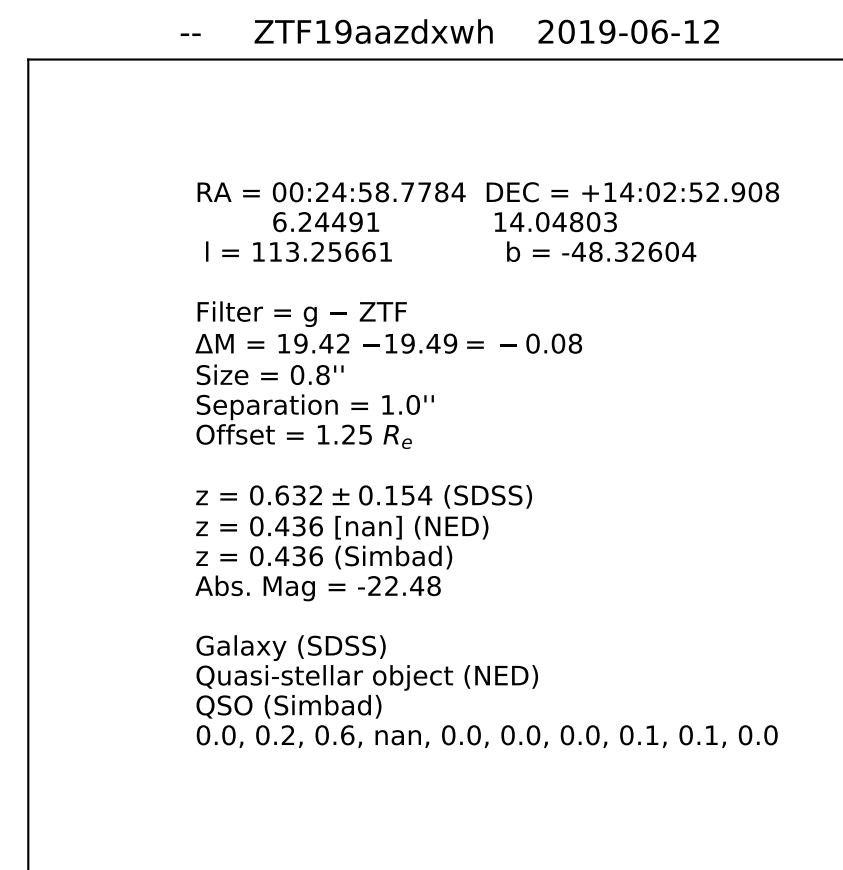 -- ZTF19aazdxwh 2019-06-12
RA = 00:24:58.7784 DEC = +14:02:52.908
6.24491 14.04803
l = 113.25661 b = -48.32604
Filter = g − ZTF
ΔM = 19.42 −19.49 = − 0.08
Size = 0.8''
Separation = 1.0''
Offset = 1.25 Rₑ
z = 0.632 ± 0.154 (SDSS)
z = 0.436 [nan] (NED)
z = 0.436 (Simbad)
Abs. Mag = -22.48
Galaxy (SDSS)
Quasi-stellar object (NED)
QSO (Simbad)
0.0, 0.2, 0.6, nan, 0.0, 0.0, 0.0, 0.1, 0.1, 0.0